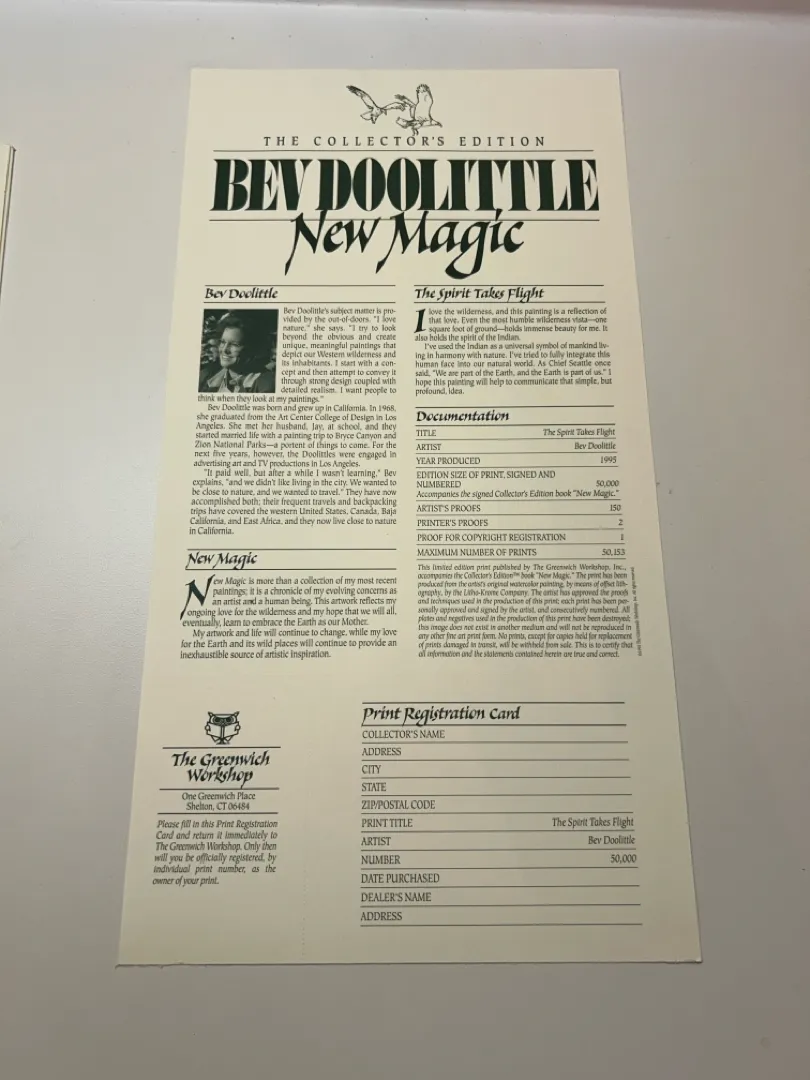 THE COLLECTOR'S EDITION
BEV DOOLITTLE
New Magic
Bev Doolittle
Bev Doolittle's subject matter is pro-
vided by the out-of-doors. "I love
nature," she says. "I try to look
beyond the obvious and create
unique, meaningful paintings that
depict our Western wilderness and
its inhabitants. I start with a con-
cept and then attempt to convey it
through strong design coupled with
detailed realism. I want people to
think when they look at my paintings."
Bev Doolittle was born and grew up in California. In 1968,
she graduated from the Art Center College of Design in Los
Angeles. She met her husband, Jay, at school, and they
started married life with a painting trip to Bryce Canyon and
Zion National Parks—a portent of things to come. For the
next five years, however, the Doolittles were engaged in
advertising art and TV productions in Los Angeles.
"It paid well, but after a while I wasn't learning," Bev
explains, "and we didn't like living in the city. We wanted to
be close to nature, and we wanted to travel." They have now
accomplished both; their frequent travels and backpacking
trips have covered the western United States, Canada, Baja
California, and East Africa, and they now live close to nature
in California.
New Magic
New Magic is more than a collection of my most recent
paintings; it is a chronicle of my evolving concerns as
an artist and a human being. This artwork reflects my
ongoing love for the wilderness and my hope that we will all,
eventually, learn to embrace the Earth as our Mother.
My artwork and life will continue to change, while my love
for the Earth and its wild places will continue to provide an
inexhaustible source of artistic inspiration.
The Spirit Takes Flight
I love the wilderness, and this painting is a reflection of
that love. Even the most humble wilderness vista—one
square foot of ground—holds immense beauty for me. It
also holds the spirit of the Indian.
I've used the Indian as a universal symbol of mankind liv-
ing in harmony with nature. I've tried to fully integrate this
human face into our natural world. As Chief Seattle once
said, "We are part of the Earth, and the Earth is part of us." I
hope this painting will help to communicate that simple, but
profound, idea.
Documentation
TITLE The Spirit Takes Flight
ARTIST Bev Doolittle
YEAR PRODUCED 1995
EDITION SIZE OF PRINT, SIGNED AND
NUMBERED 50,000
Accompanies the signed Collector's Edition book "New Magic."
ARTIST'S PROOFS 150
PRINTER'S PROOFS 2
PROOF FOR COPYRIGHT REGISTRATION 1
MAXIMUM NUMBER OF PRINTS 50,153
This limited edition print published by The Greenwich Workshop, Inc.,
accompanies the Collector's Edition™ book "New Magic." The print has been
produced from the artist's original watercolor painting, by means of offset lith-
ography, by the Litho-Krome Company. The artist has approved the proofs
and techniques used in the production of this print; each print has been per-
sonally approved and signed by the artist, and consecutively numbered. All
plates and negatives used in the production of this print have been destroyed;
this image does not exist in another medium and will not be reproduced in
any other fine art print form. No prints, except for copies held for replacement
of prints damaged in transit, will be withheld from sale. This is to certify that
all information and the statements contained herein are true and correct.
The Greenwich
Workshop
One Greenwich Place
Shelton, CT 06484
Please fill in this Print Registration
Card and return it immediately to
The Greenwich Workshop. Only then
will you be officially registered, by
individual print number, as the
owner of your print.
Print Registration Card
COLLECTOR'S NAME
ADDRESS
CITY
STATE
ZIP/POSTAL CODE
PRINT TITLE The Spirit Takes Flight
ARTIST Bev Doolittle
NUMBER 50,000
DATE PURCHASED
DEALER'S NAME
ADDRESS